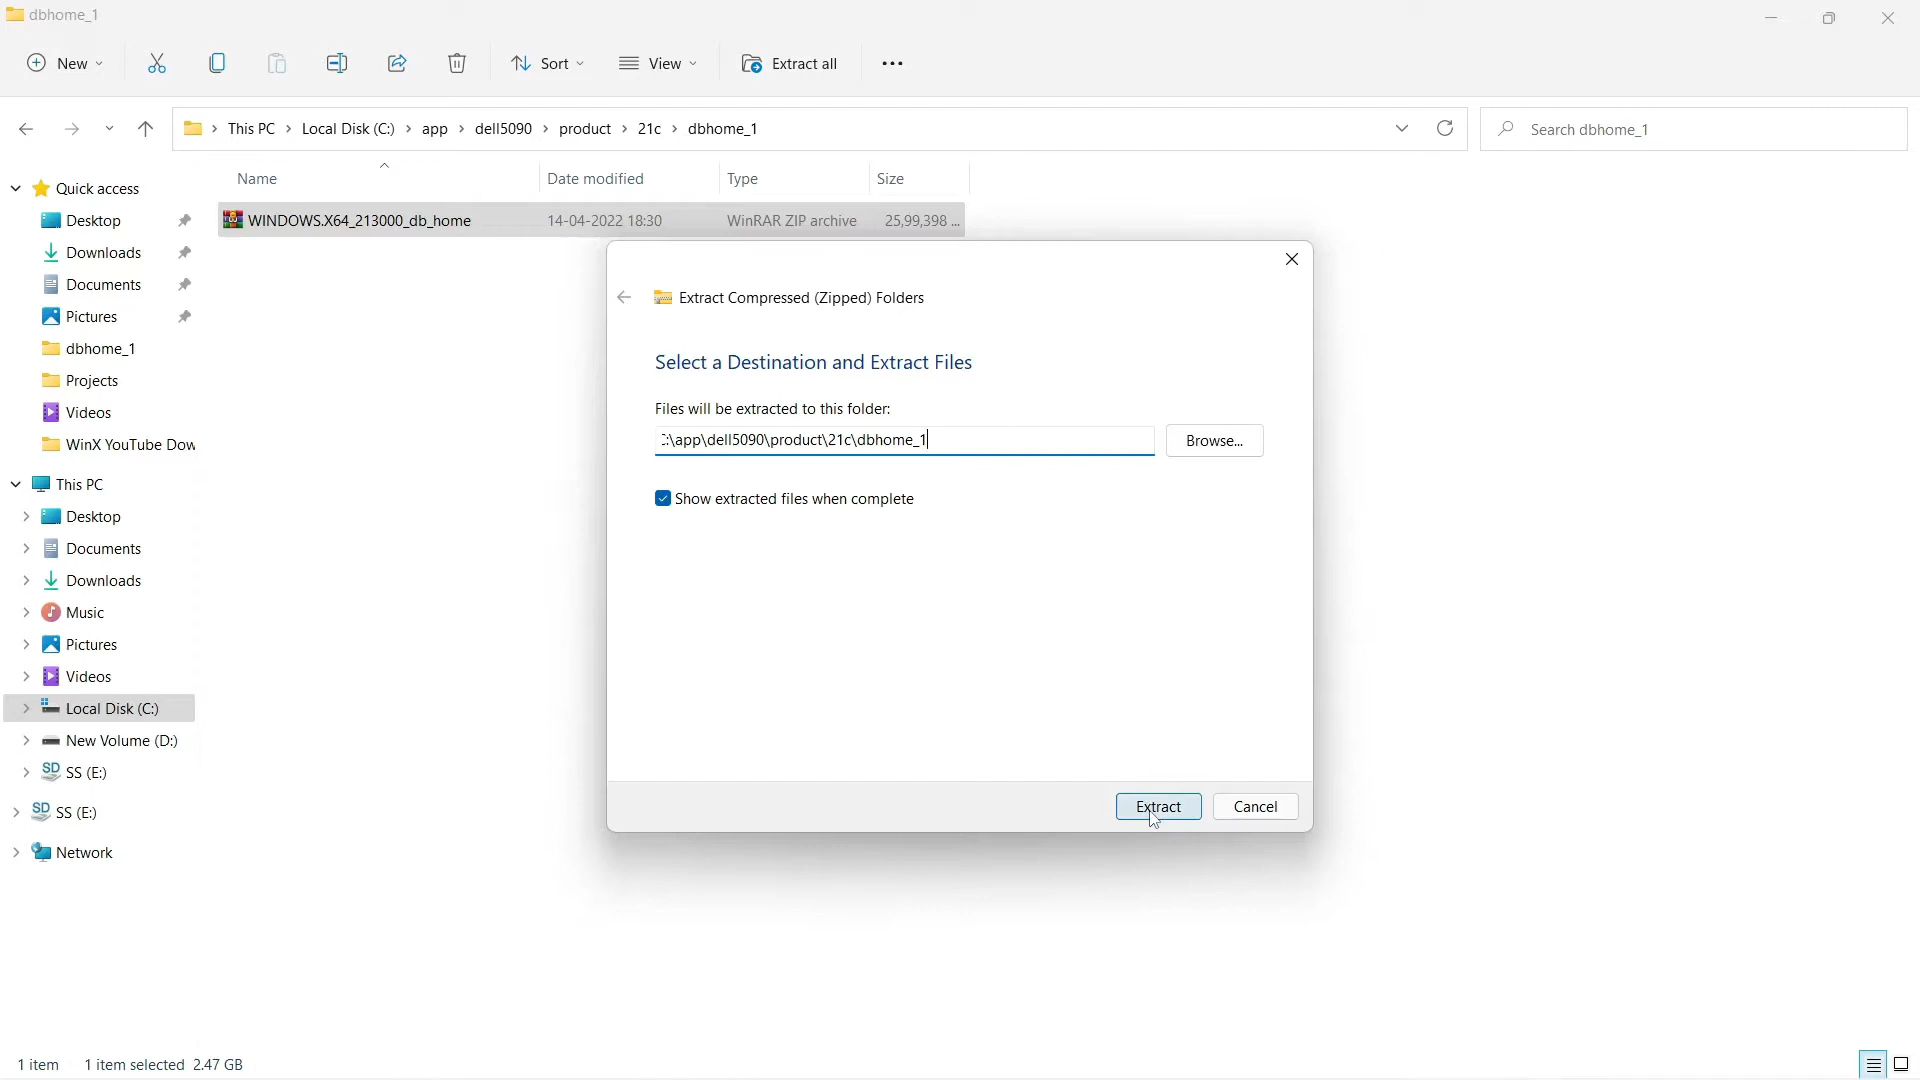 dbhome_1
New
Sort
View
Extract all
This PC
Local Disk (C:)
app
dell5090
product
21c
dbhome_1
Search dbhome_1
Name
Date modified
Type
Size
WINDOWS.X64_213000_db_home
14-04-2022 18:30
WinRAR ZIP archive
25,99,398 ...
Quick access
Desktop
Downloads
Documents
Pictures
dbhome_1
Projects
Videos
WinX YouTube Dow
This PC
Desktop
Documents
Downloads
Music
Pictures
Videos
Local Disk (C:)
New Volume (D:)
SD SS (E:)
SD SS (E:)
Network
Extract Compressed (Zipped) Folders
Select a Destination and Extract Files
Files will be extracted to this folder:
:\app\dell5090\product\21c\dbhome_1
Browse...
Show extracted files when complete
Extract
Cancel
1 item
1 item selected 2.47 GB